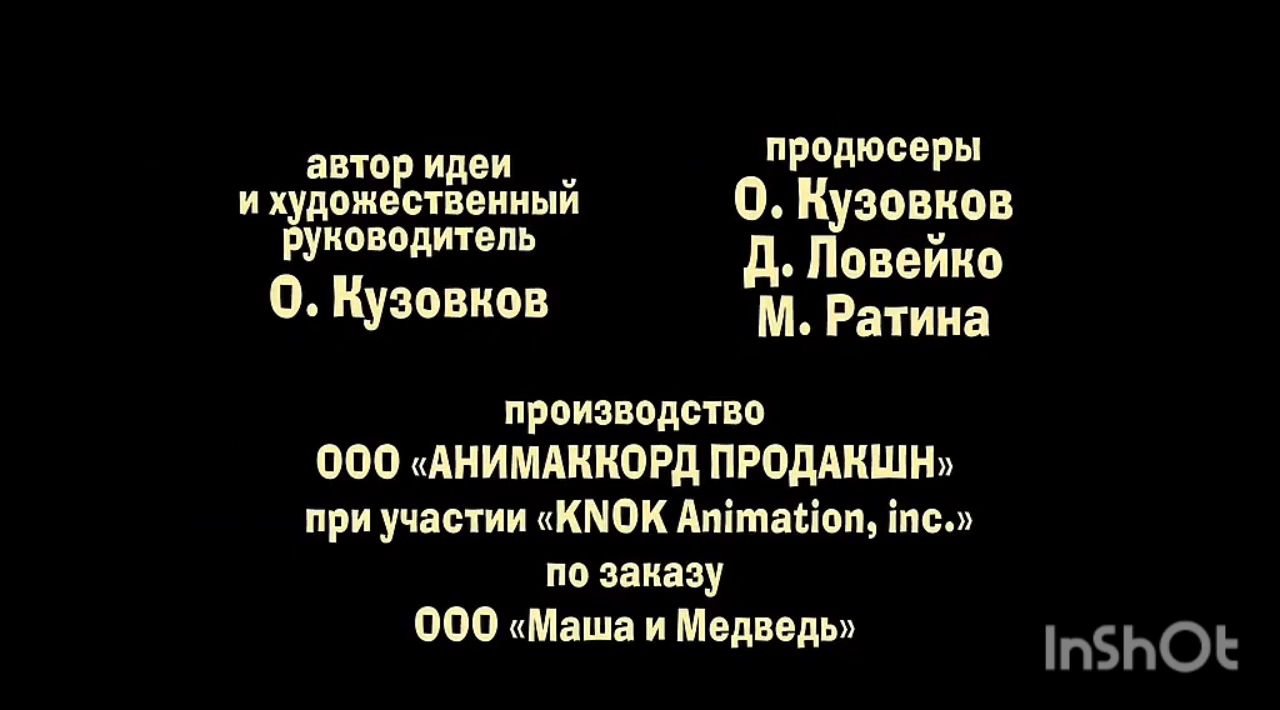 автор идеи
и художественный
руководитель
О. Кузовков
продюсеры
О. Кузовков
Д. Ловейко
М. Ратина
производство
ООО «АНИМАККОРД ПРОДАКШН»
при участии «KNOK Animation, inc.»
по заказу
ООО «Маша и Медведь»
InShOt